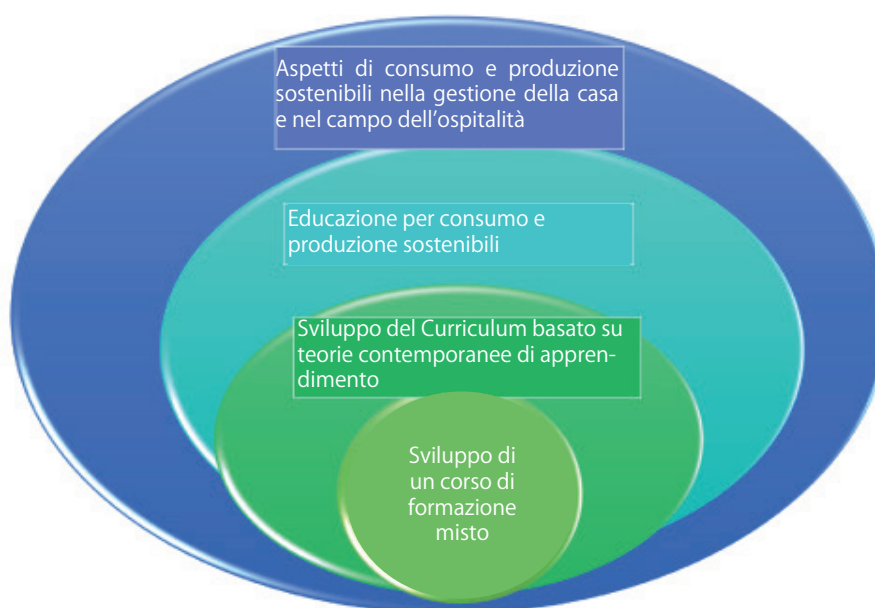 Aspetti di consumo e produzione
sostenibili nella gestione della casa
e nel campo dell’ospitalità
Educazione per consumo e
produzione sostenibili
Sviluppo del Curriculum basato su
teorie contemporanee di appren-
dimento
Sviluppo di
un corso di
formazione
misto